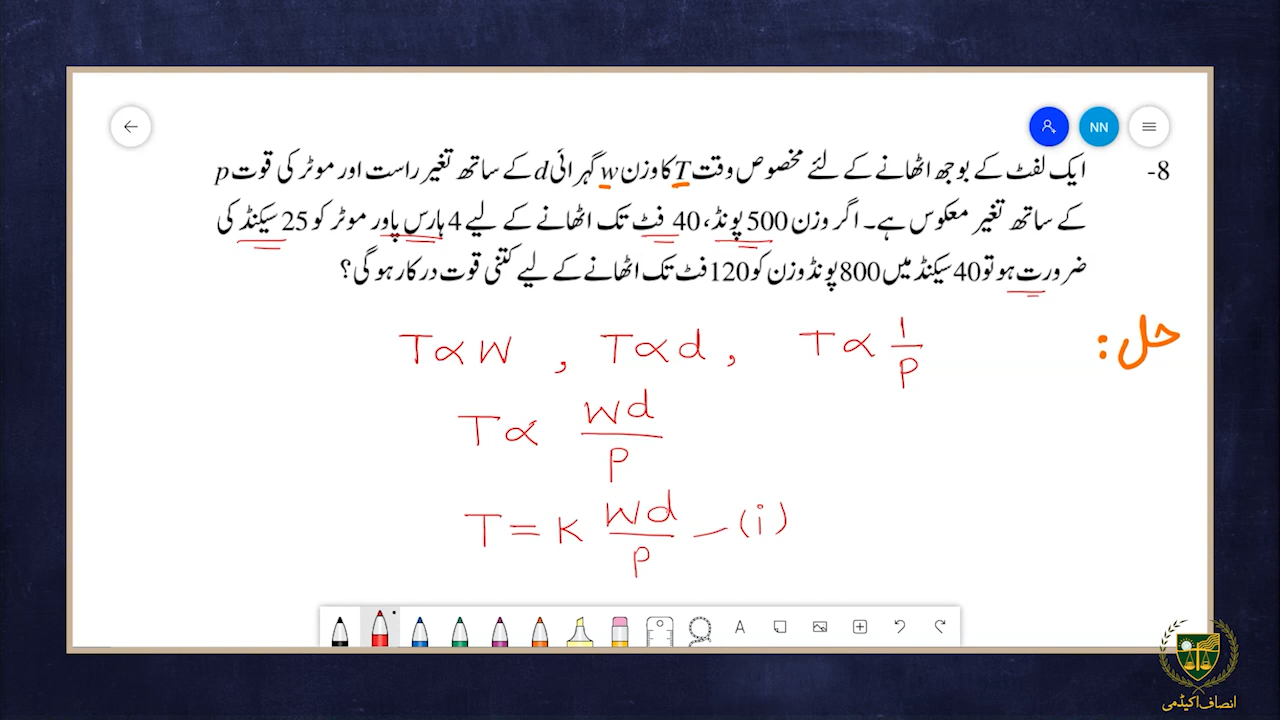 NN
8- ایک لفٹ کے بوجھ اٹھانے کے لئے مخصوص وقت T کا وزن w گہرائی d کے ساتھ تغیر راست اور موٹر کی قوت p
کے ساتھ تغیر معکوس ہے۔ اگر وزن 500 پونڈ، 40 فٹ تک اٹھانے کے لیے 4 ہارس پاور موٹر کو 25 سیکنڈ کی
ضرورت ہو تو 40 سیکنڈ میں 800 پونڈ وزن کو 120 فٹ تک اٹھانے کے لیے کتنی قوت درکار ہوگی؟
حل:
T∝W , T∝d , T∝ 1/P
T∝ Wd/P
T = K Wd/P — (i)
A
انصاف اکیڈمی